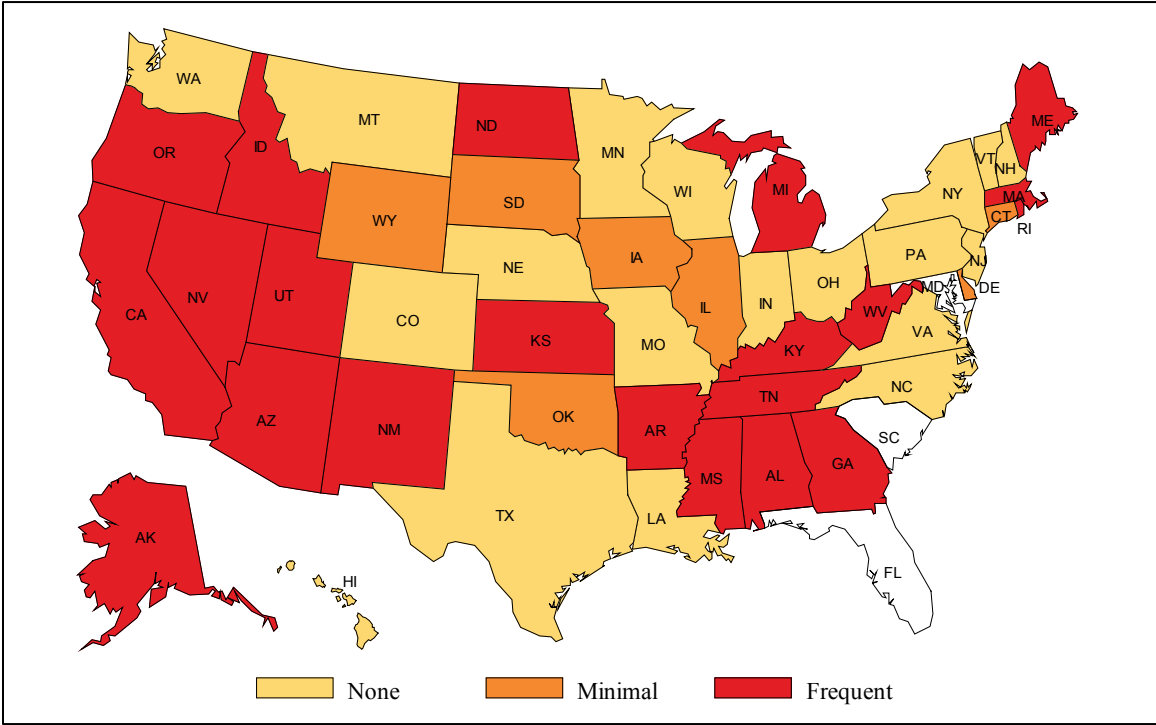 WA
MT
ND
MN
ME
OR
ID
VT
NH
WI
MI
NY
MA
WY
SD
CT
RI
IA
PA
NJ
NE
NV
UT
CO
IL
IN
OH
MD
DE
CA
KS
MO
WV
VA
KY
AZ
NM
OK
AR
TN
NC
SC
MS
AL
GA
TX
LA
AK
HI
FL
None
Minimal
Frequent